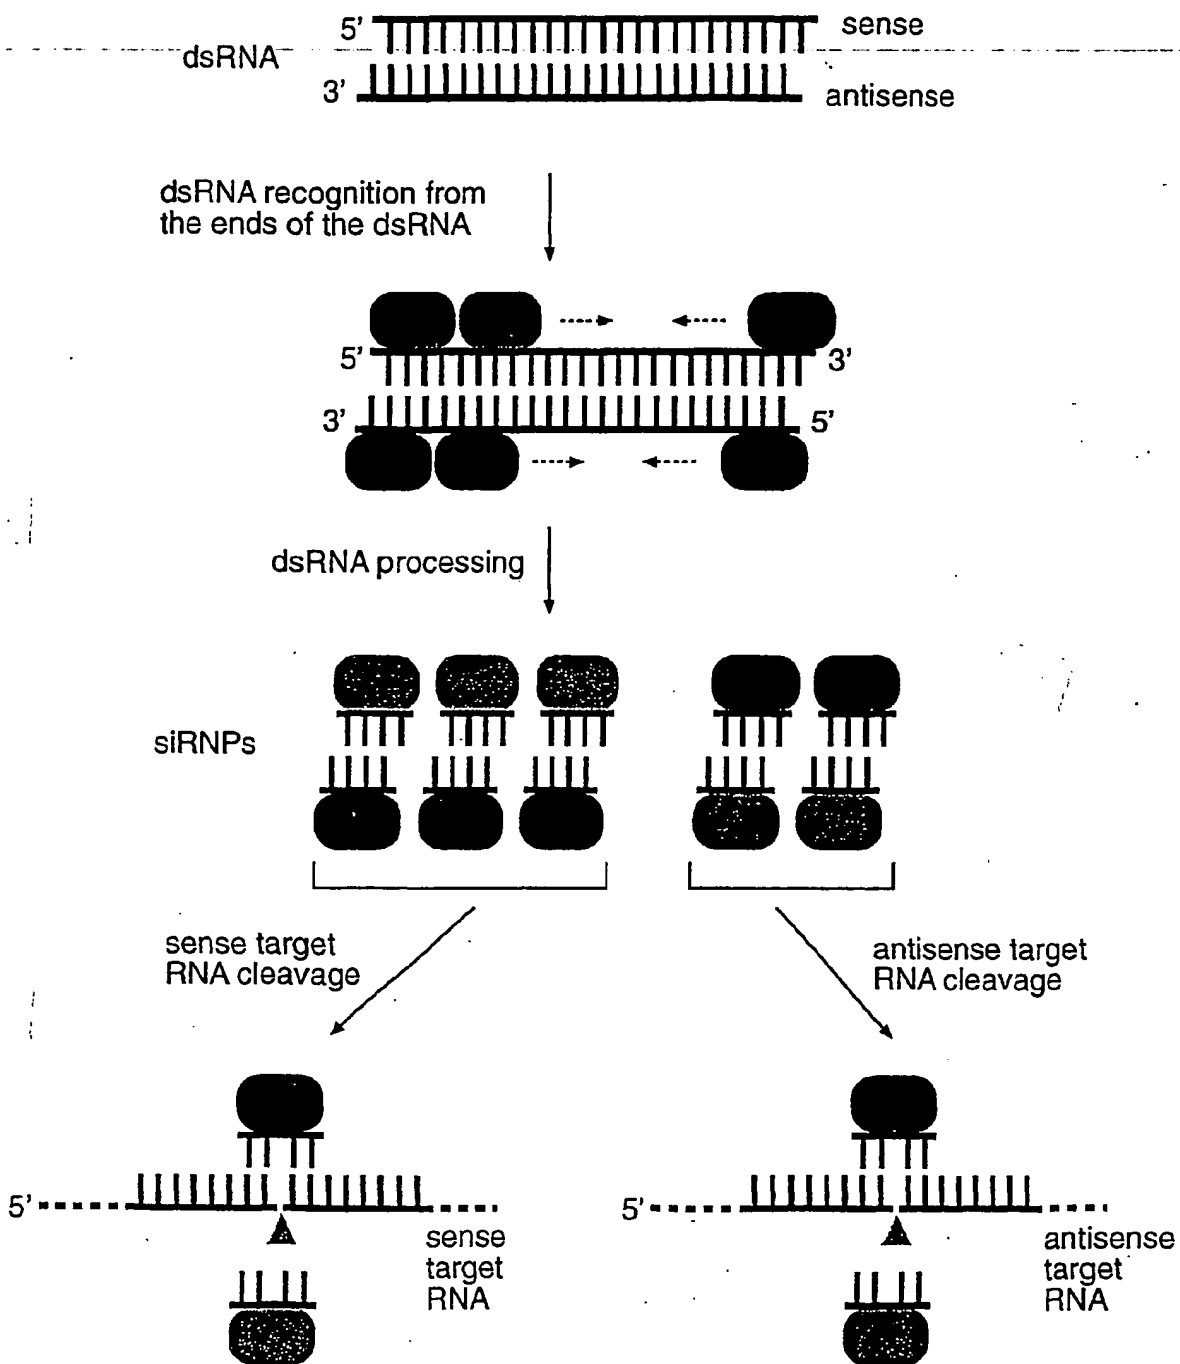 5' sense
dsRNA
3' antisense
dsRNA recognition from
the ends of the dsRNA
5' 3'
3' 5'
dsRNA processing
siRNPs
sense target
RNA cleavage
antisense target
RNA cleavage
5'
sense
target
RNA
5'
antisense
target
RNA